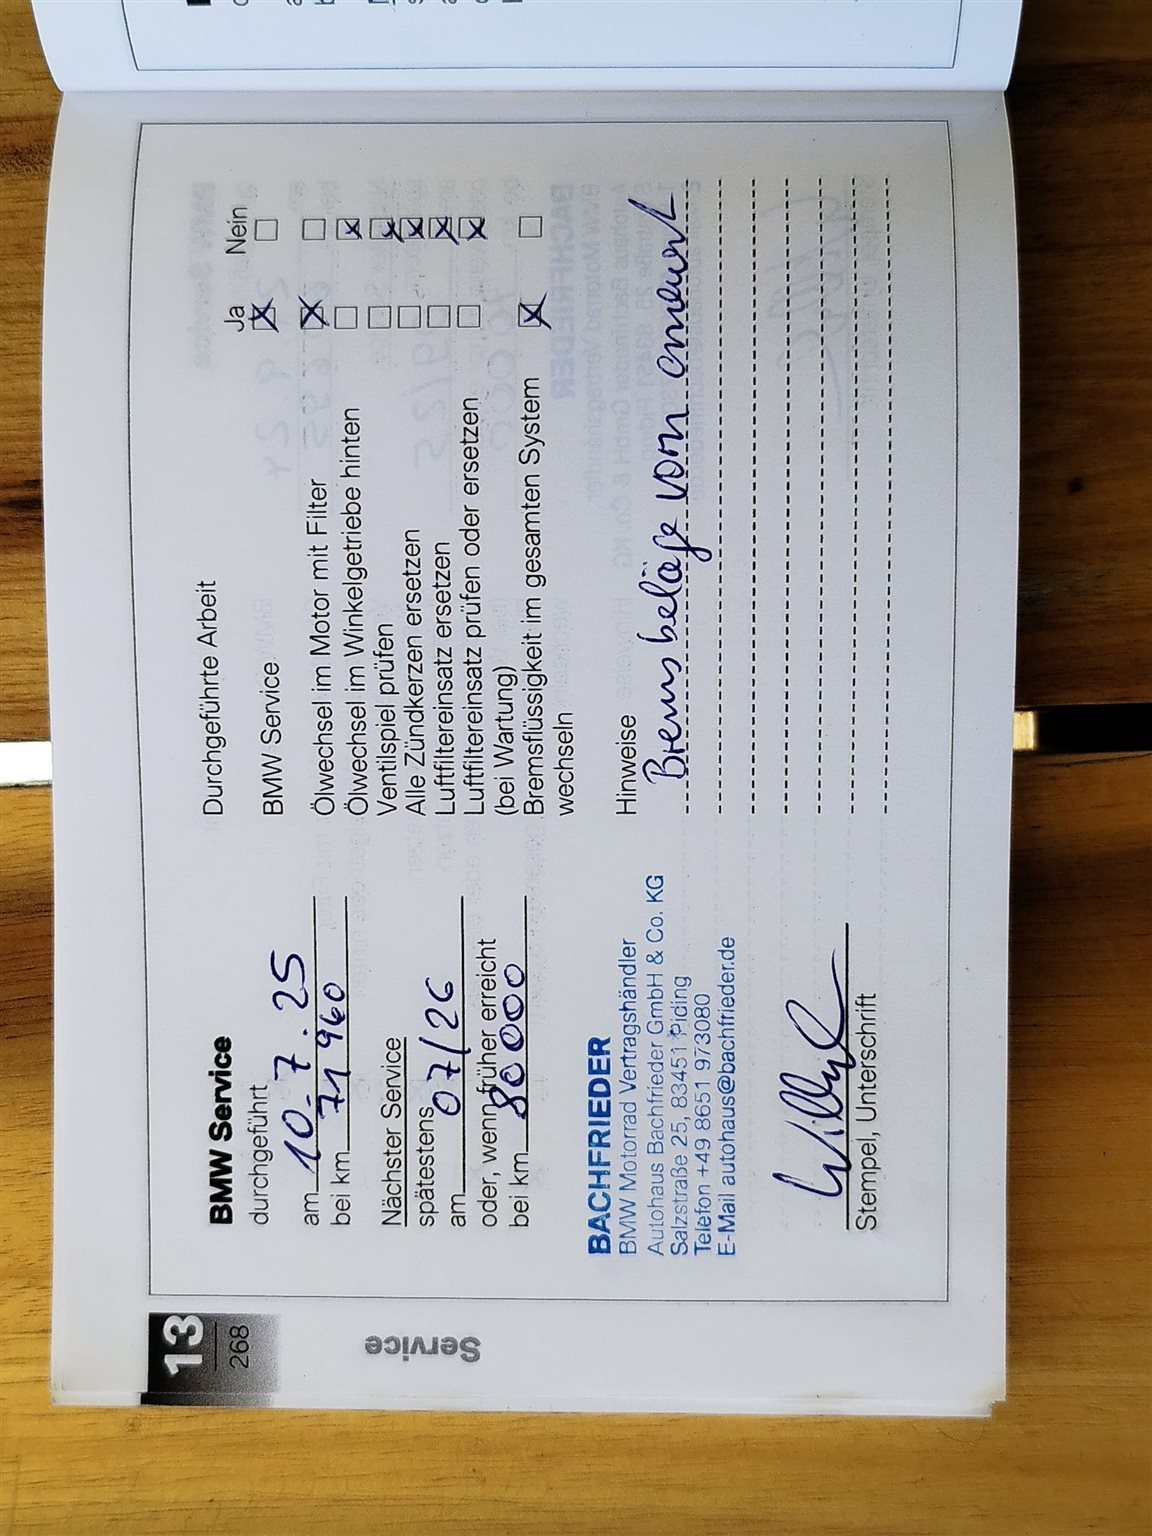 13
268
Service
BMW Service
durchgeführt
am 10.7.25
bei km 71 960
Nächster Service
spätestens
am 07/26
oder, wenn früher erreicht
bei km 80 000
BACHFRIEDER
BMW Motorrad Vertragshändler
Autohaus Bachfrieder GmbH & Co. KG
Salzstraße 25, 83451 Piding
Telefon +49 8651 973080
E-Mail autohaus@bachfrieder.de
Stempel, Unterschrift
Durchgeführte Arbeit
Ja Nein
BMW Service
Ölwechsel im Motor mit Filter
Ölwechsel im Winkelgetriebe hinten
Ventilspiel prüfen
Alle Zündkerzen ersetzen
Luftfiltereinsatz ersetzen
Luftfiltereinsatz prüfen oder ersetzen
(bei Wartung)
Bremsflüssigkeit im gesamten System
wechseln
Hinweise
Bremsbeläge vorn erneuert